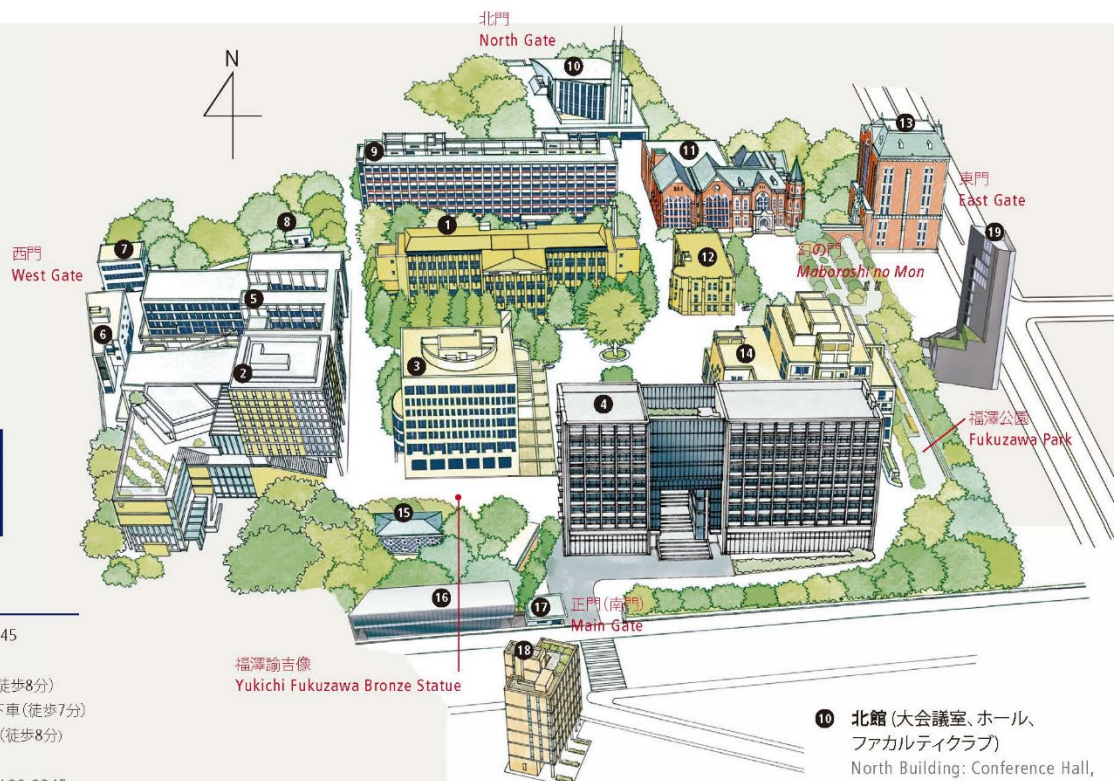 北門
North Gate
N
10
13
11
9
東門
East Gate
1
8
19
西門
West Gate
7
12
幻の門
Maboroshi no Mon
5
6
3
14
2
4
福澤公園
Fukuzawa Park
15
16
17
正門(南門)
Main Gate
45
18
福澤諭吉像
Yukichi Fukuzawa Bronze Statue
徒歩8分)
下車(徒歩7分)
(徒歩8分)
10 北館 (大会議室、ホール、
ファカルティクラブ)
North Building: Conference Hall,